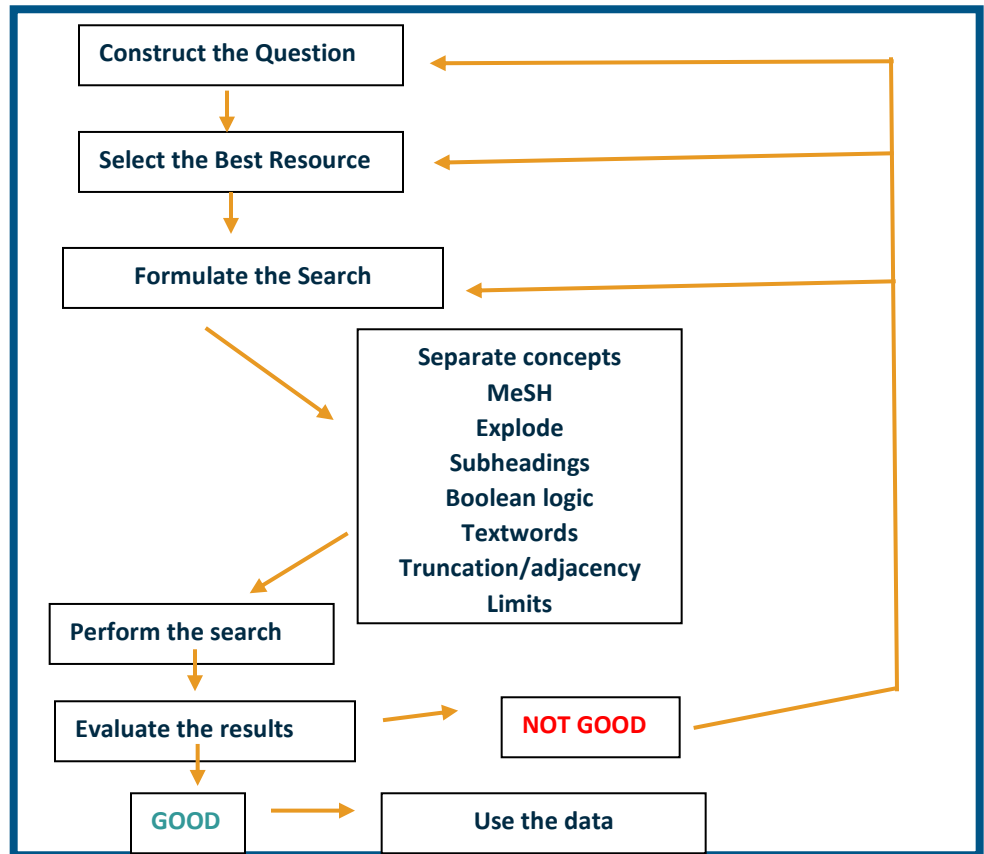 Construct the Question
Select the Best Resource
Formulate the Search
Separate concepts
MeSH
Explode
Subheadings
Boolean logic
Textwords
Truncation/adjacency
Limits
Perform the search
Evaluate the results
NOT GOOD
GOOD
Use the data